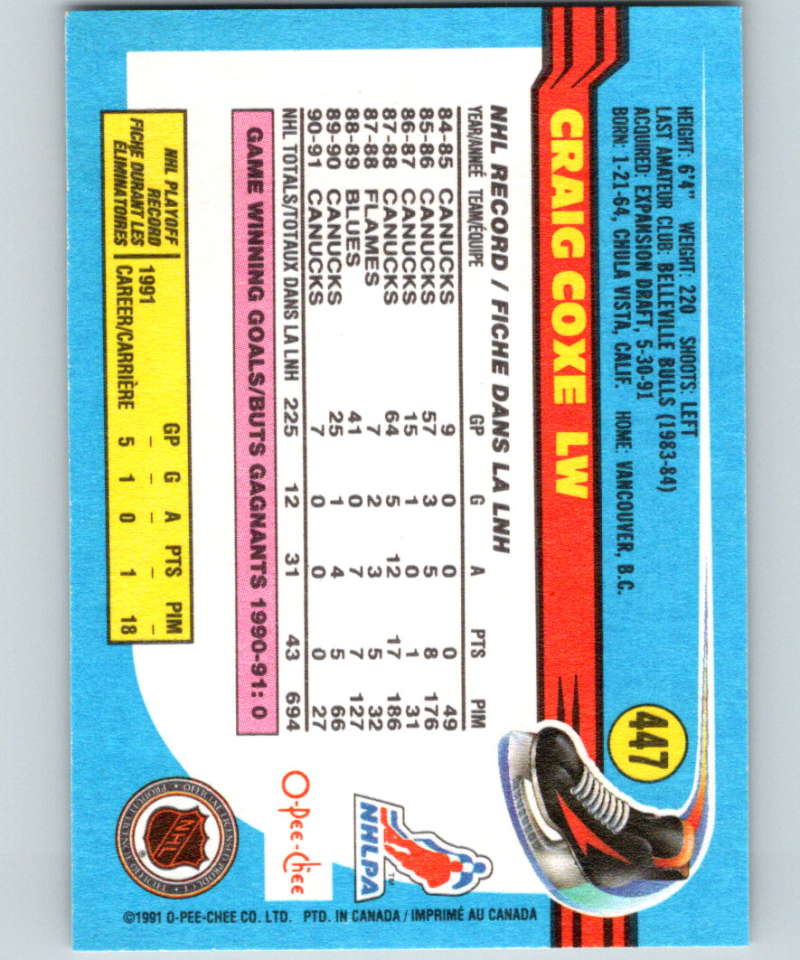 HEIGHT: 6'4" WEIGHT: 220 SHOOTS: LEFT
LAST AMATEUR CLUB: BELLEVILLE BULLS (1983-84)
ACQUIRED: EXPANSION DRAFT, 5-30-91
BORN: 1-21-64, CHULA VISTA, CALIF. HOME: VANCOUVER, B.C.
447
CRAIG COXE LW
NHL RECORD / FICHE DANS LA LNH
YEAR/ANNÉE TEAM/ÉQUIPE GP G A PTS PIM
84-85 CANUCKS 9 0 0 0 49
85-86 CANUCKS 57 3 5 8 176
86-87 CANUCKS 15 1 0 1 31
87-88 CANUCKS 64 5 12 17 186
87-88 FLAMES 7 2 3 5 32
88-89 BLUES 41 0 7 7 127
89-90 CANUCKS 25 1 4 5 66
90-91 CANUCKS 7 0 0 0 27
NHL TOTALS/TOTAUX DANS LA LNH 225 12 31 43 694
GAME WINNING GOALS/BUTS GAGNANTS 1990-91: 0
NHL PLAYOFF
RECORD
FICHE DURANT LES
ÉLIMINATOIRES
GP G A PTS PIM
1991 – – – – –
CAREER/CARRIÈRE 5 1 0 1 18
NHLPA
TM
O-Pee-Chee
NHL
©1991 O-PEE-CHEE CO. LTD. PTD. IN CANADA / IMPRIMÉ AU CANADA